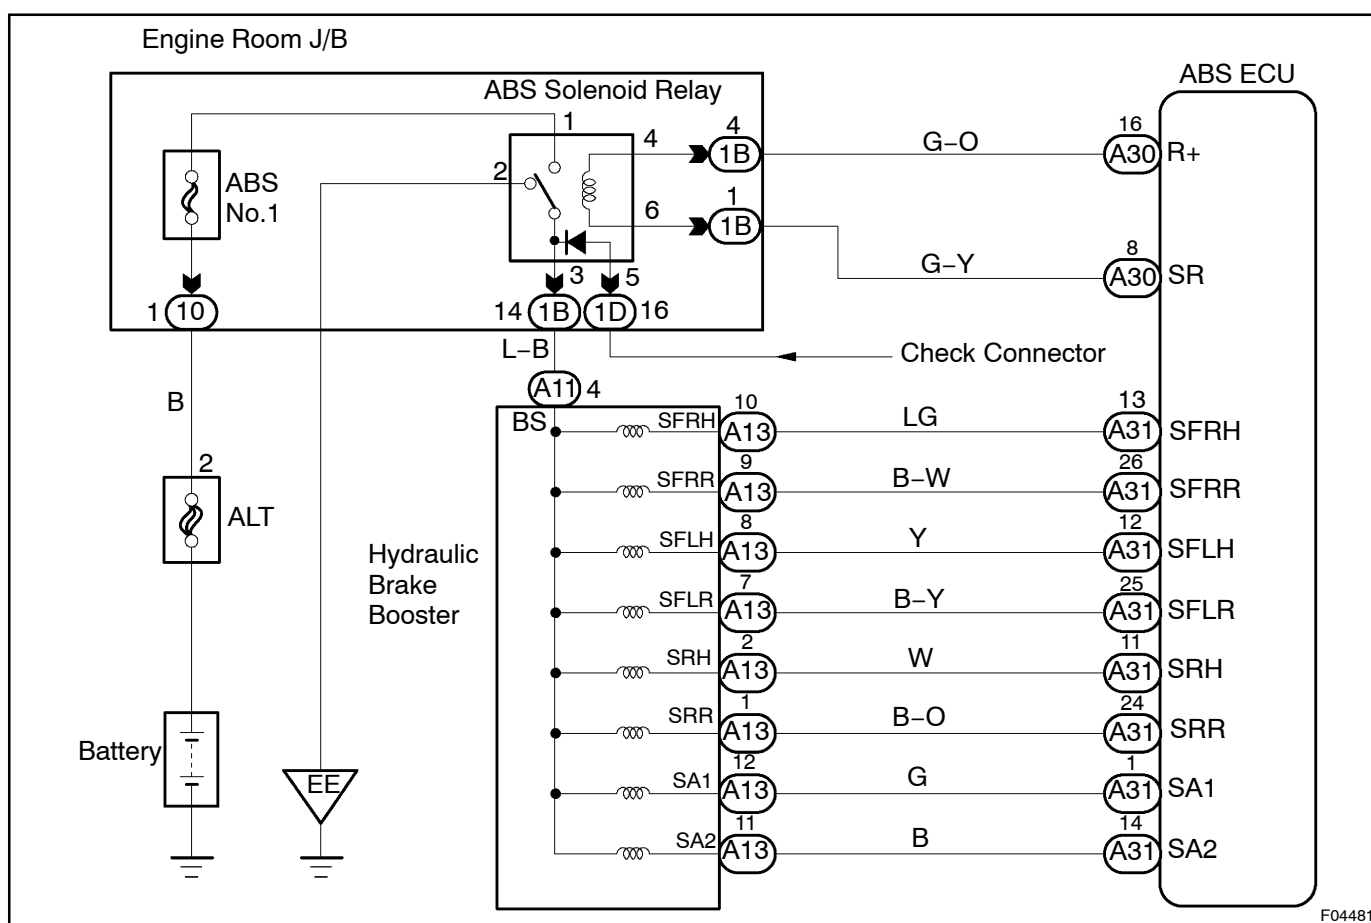 Engine Room J/B
ABS ECU
ABS Solenoid Relay
1
4
4
1B
G-O
16
A30
R+
2
ABS
No.1
6
1
1B
G-Y
8
A30
SR
3
5
1
10
14
1B
1D
16
L-B
Check Connector
B
A11
4
BS
SFRH
10
A13
LG
13
A31
SFRH
SFRR
9
A13
B-W
26
A31
SFRR
2
ALT
SFLH
8
A13
Y
12
A31
SFLH
Hydraulic
Brake
Booster
SFLR
7
A13
B-Y
25
A31
SFLR
SRH
2
A13
W
11
A31
SRH
SRR
1
A13
B-O
24
A31
SRR
Battery
EE
SA1
12
A13
G
1
A31
SA1
SA2
11
A13
B
14
A31
SA2
F04481